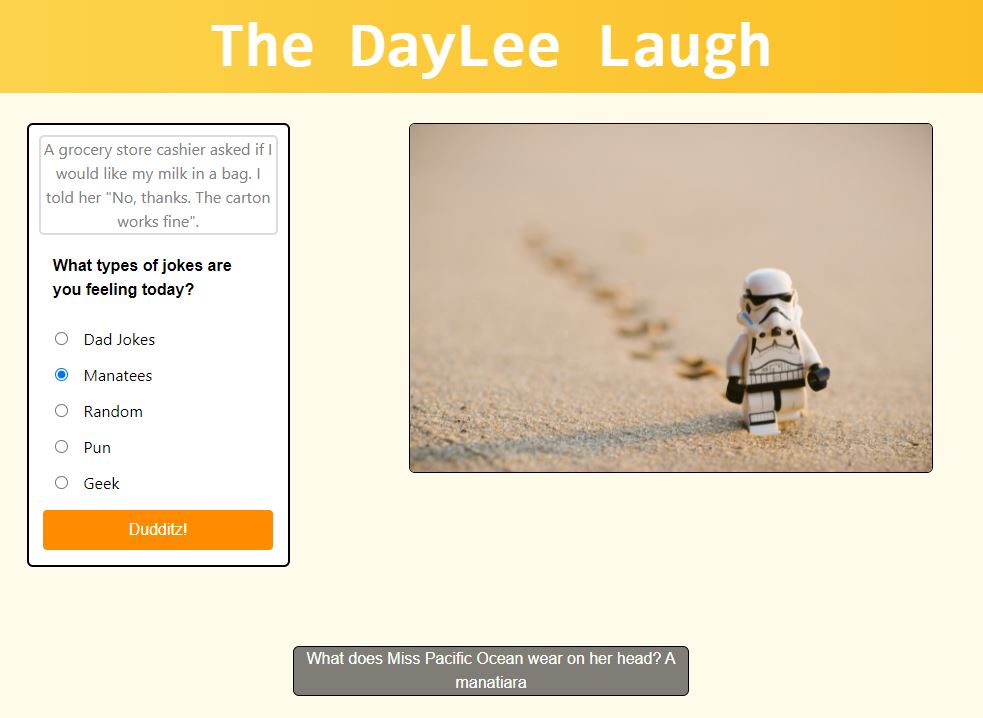 The DayLee Laugh
A grocery store cashier asked if I
would like my milk in a bag. I
told her "No, thanks. The carton
works fine".
What types of jokes are
you feeling today?
Dad Jokes
Manatees
Random
Pun
Geek
Dudditz!
What does Miss Pacific Ocean wear on her head? A
manatiara